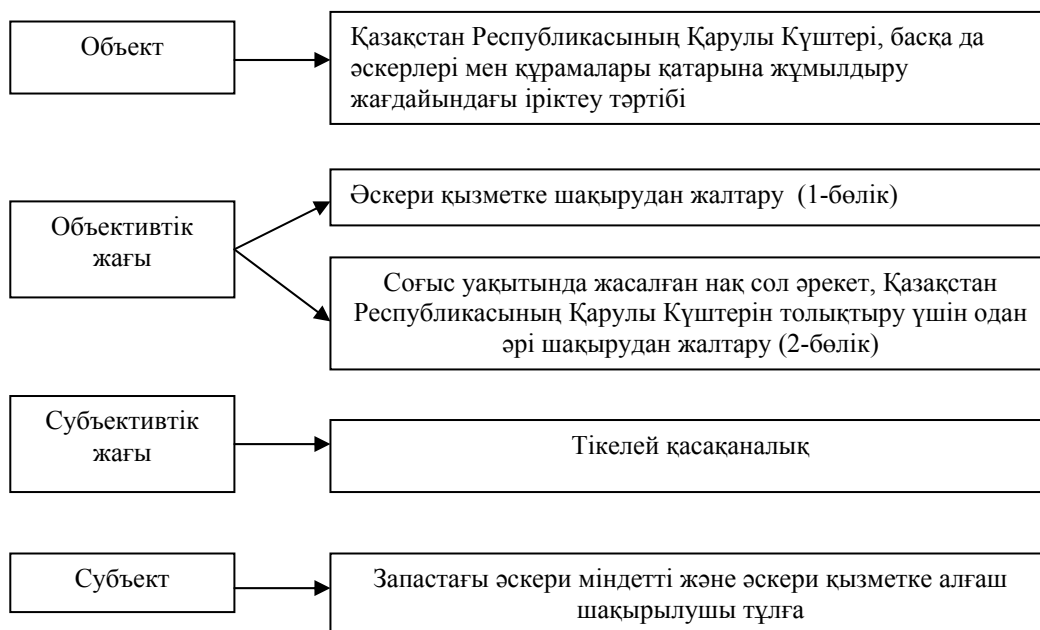 Объект
Қазақстан Республикасының Қарулы Күштері, басқа да
әскерлері мен құрамалары қатарына жұмылдыру
жағдайындағы іріктеу тәртібі
Объективтік
жағы
Әскери қызметке шақырудан жалтару (1-бөлік)
Соғыс уақытында жасалған нақ сол әрекет, Қазақстан
Республикасының Қарулы Күштерін толықтыру үшін одан
әрі шақырудан жалтару (2-бөлік)
Субъективтік
жағы
Тікелей қасақаналық
Субъект
Запастағы әскери міндетті және әскери қызметке алғаш
шақырылушы тұлға